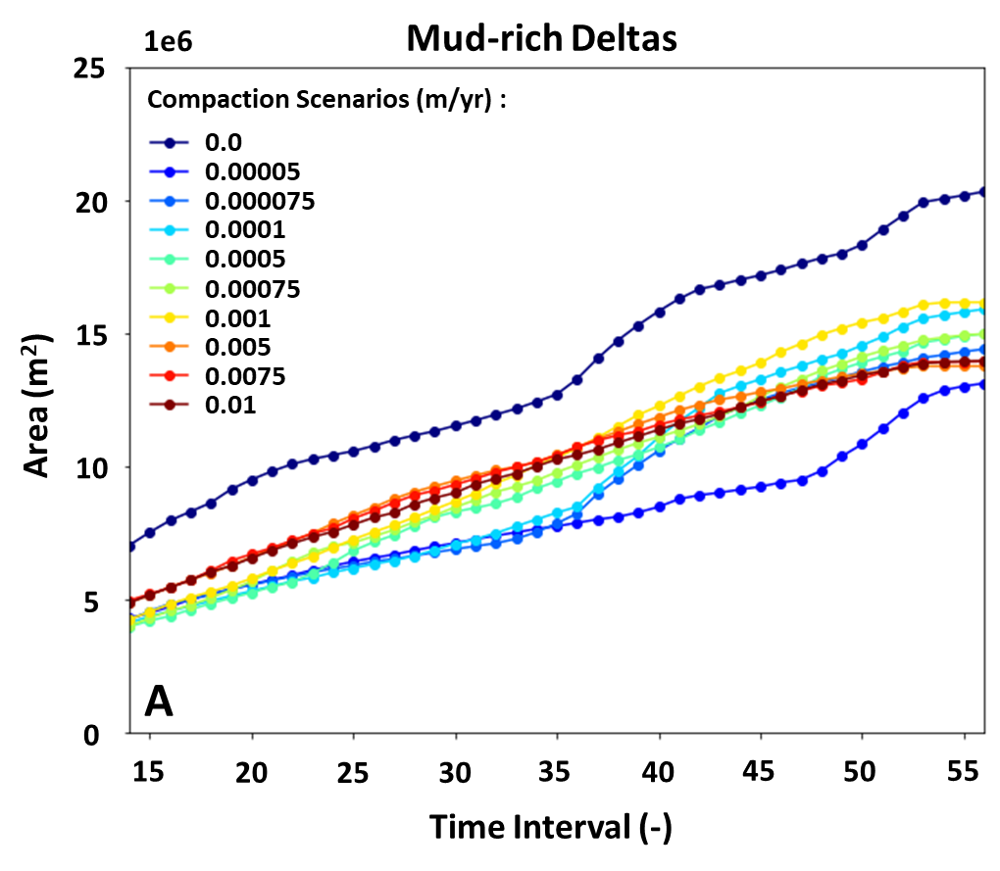 1e6
Mud-rich Deltas
25
20
15
10
5
0
Area (m²)
Compaction Scenarios (m/yr) :
0.0
0.00005
0.000075
0.0001
0.0005
0.00075
0.001
0.005
0.0075
0.01
A
15 20 25 30 35 40 45 50 55
Time Interval (-)